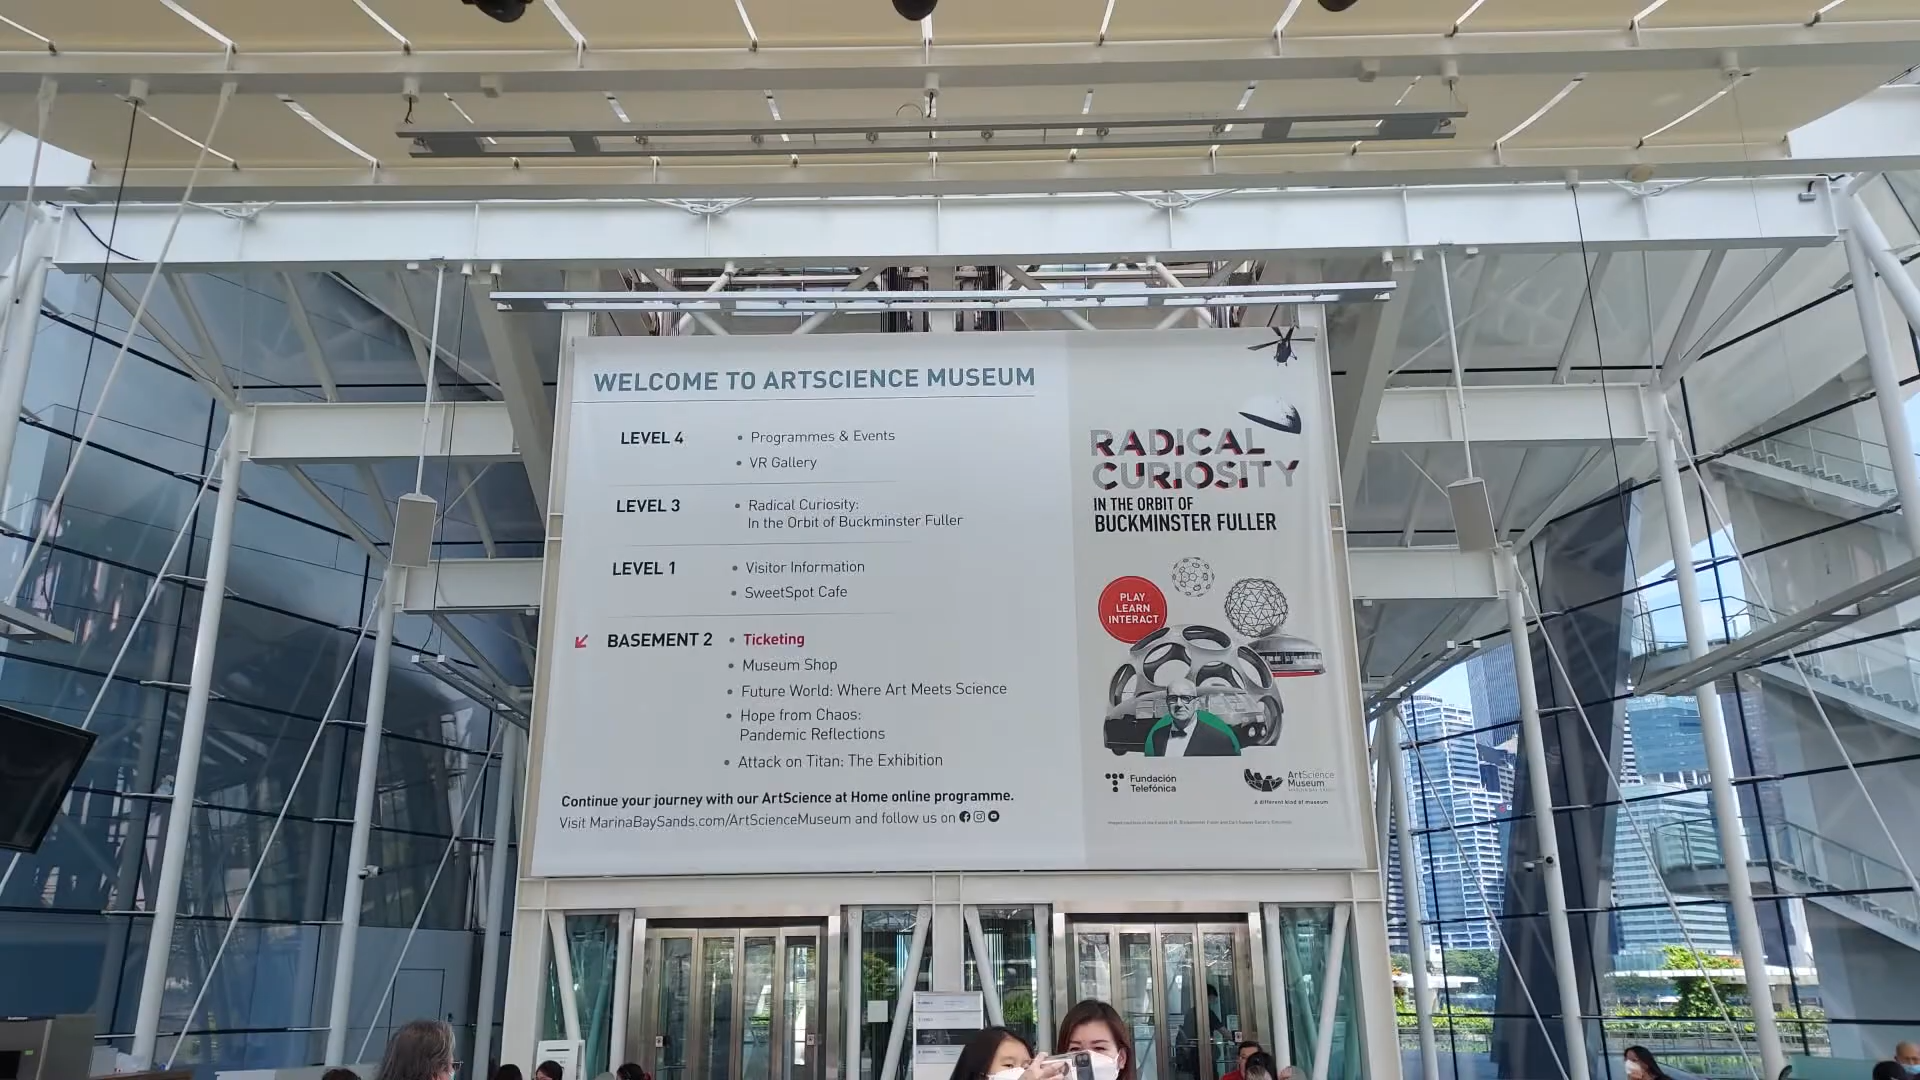 WELCOME TO ARTSCIENCE MUSEUM
LEVEL 4
• Programmes & Events
• VR Gallery
LEVEL 3
• Radical Curiosity:
In the Orbit of Buckminster Fuller
LEVEL 1
• Visitor Information
• SweetSpot Cafe
BASEMENT 2
• Ticketing
• Museum Shop
• Future World: Where Art Meets Science
• Hope from Chaos:
Pandemic Reflections
• Attack on Titan: The Exhibition
Continue your journey with our ArtScience at Home online programme.
Visit MarinaBaySands.com/ArtScienceMuseum and follow us on
RADICAL
CURIOSITY
IN THE ORBIT OF
BUCKMINSTER FULLER
PLAY
LEARN
INTERACT
Fundación
Telefónica
ArtScience
Museum
A different kind of museum